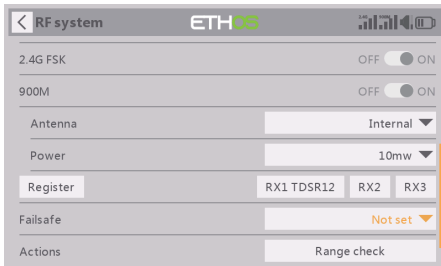 RF system ETHOS
2.4G FSK OFF ON
900M OFF ON
Antenna Internal
Power 10mw
Register RX1 TDSR12 RX2 RX3
Failsafe Not set
Actions Range check